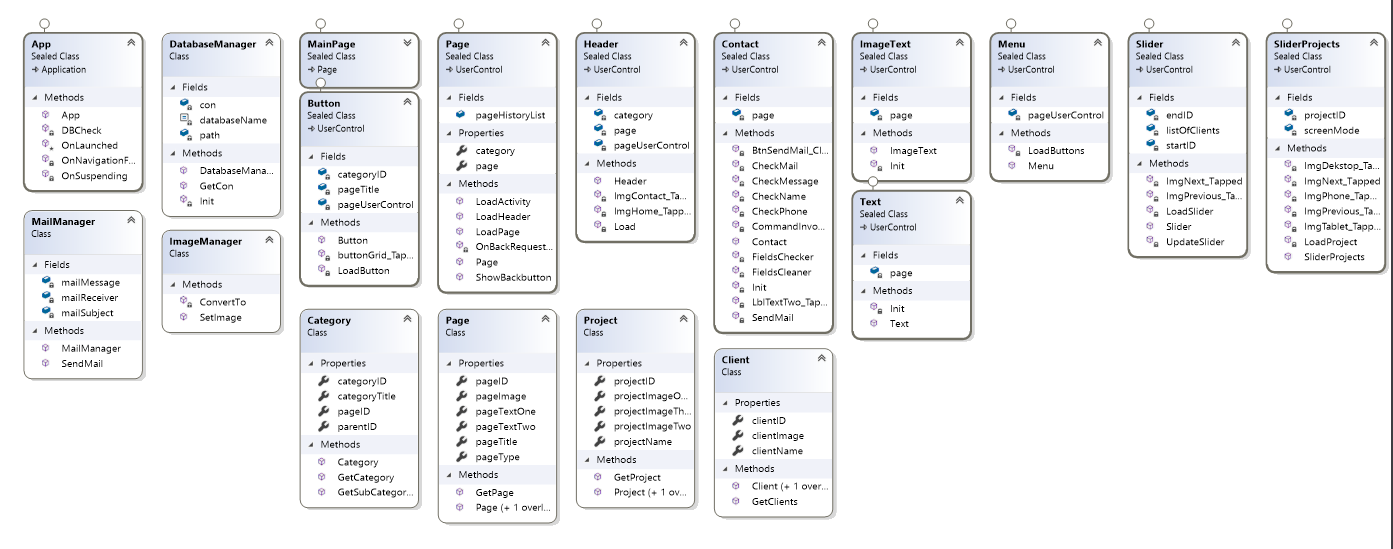 App
Sealed Class
Application
Methods
App
DBCheck
OnLaunched
OnNavigationF...
OnSuspending
MailManager
Class
Fields
mailMessage
mailReceiver
mailSubject
Methods
MailManager
SendMail
DatabaseManager
Class
Fields
con
databaseName
path
Methods
DatabaseMana...
GetCon
Init
ImageManager
Class
Methods
ConvertTo
SetImage
MainPage
Sealed Class
Page
Button
Sealed Class
UserControl
Fields
categoryID
pageTitle
pageUserControl
Methods
Button
buttonGrid_Tap...
LoadButton
Category
Class
Properties
categoryID
categoryTitle
pageID
parentID
Methods
Category
GetCategory
GetSubCategor...
Page
Sealed Class
UserControl
Fields
pageHistoryList
Properties
category
page
Methods
LoadActivity
LoadHeader
LoadPage
OnBackRequest...
Page
ShowBackbutton
Page
Class
Properties
pageID
pageImage
pageTextOne
pageTextTwo
pageTitle
pageType
Methods
GetPage
Page (+ 1 overl...
Header
Sealed Class
UserControl
Fields
category
page
pageUserControl
Methods
Header
ImgContact_Ta...
ImgHome_Tapp...
Load
Project
Class
Properties
projectID
projectImageO...
projectImageTh...
projectImageTwo
projectName
Methods
GetProject
Project (+ 1 ov...
Contact
Sealed Class
UserControl
Fields
page
Methods
BtnSendMail_Cl...
CheckMail
CheckMessage
CheckName
CheckPhone
CommandInvo...
Contact
FieldsChecker
FieldsCleaner
Init
LblTextTwo_Tap...
SendMail
Client
Class
Properties
clientID
clientImage
clientName
Methods
Client (+ 1 over...
GetClients
ImageText
Sealed Class
UserControl
Fields
page
Methods
ImageText
Init
Text
Sealed Class
UserControl
Fields
page
Methods
Init
Text
Menu
Sealed Class
UserControl
Fields
pageUserControl
Methods
LoadButtons
Menu
Slider
Sealed Class
UserControl
Fields
endID
listOfClients
startID
Methods
ImgNext_Tapped
ImgPrevious_Ta...
LoadSlider
Slider
UpdateSlider
SliderProjects
Sealed Class
UserControl
Fields
projectID
screenMode
Methods
ImgDekstop_Ta...
ImgNext_Tapped
ImgPhone_Tap...
ImgPrevious_Ta...
ImgTablet_Tapp...
LoadProject
SliderProjects